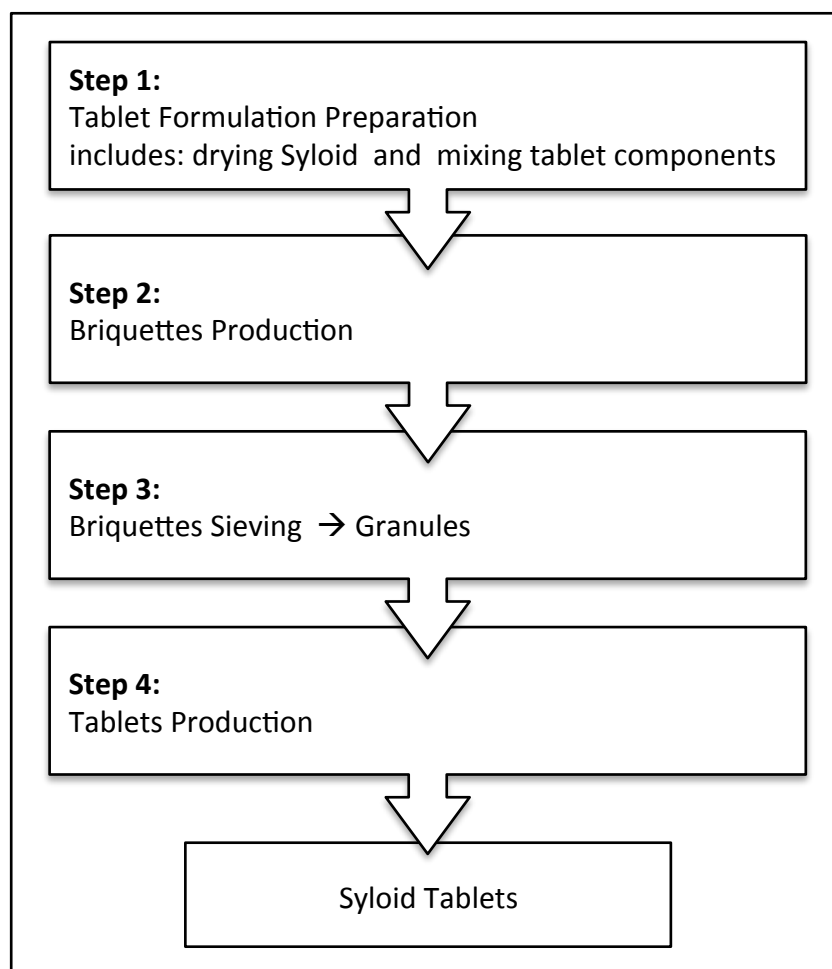 Step 1:
Tablet Formulation Preparation
includes: drying Syloid and mixing tablet components
Step 2:
Briquettes Production
Step 3:
Briquettes Sieving → Granules
Step 4:
Tablets Production
Syloid Tablets